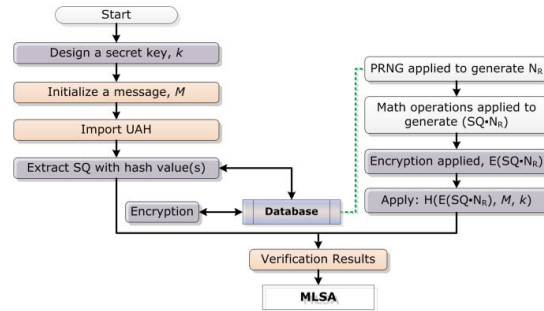 Start
Design a secret key, k
Initialize a message, M
Import UAH
Extract SQ with hash value(s)
Encryption
Database
PRNG applied to generate NR
Math operations applied to
generate (SQ•NR)
Encryption applied, E(SQ•NR)
Apply: H(E(SQ•NR), M, k)
Verification Results
MLSA